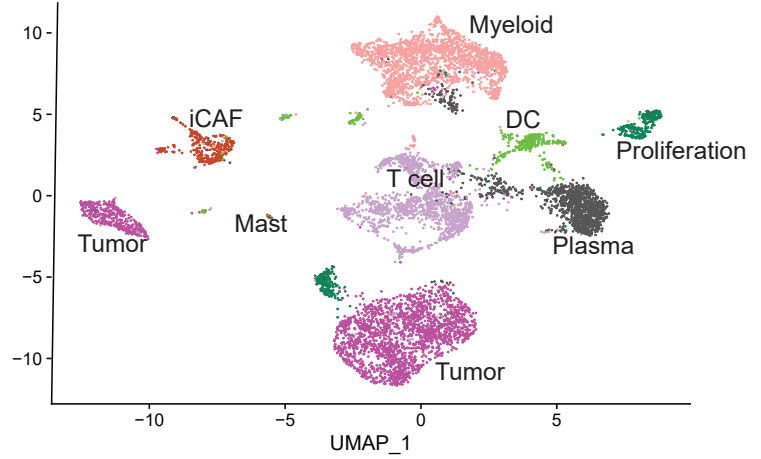 Myeloid
10
iCAF
DC
5
Proliferation
T cell
0
Tumor
Mast
Plasma
−5
Tumor
−10
−10 −5 0 5
UMAP_1